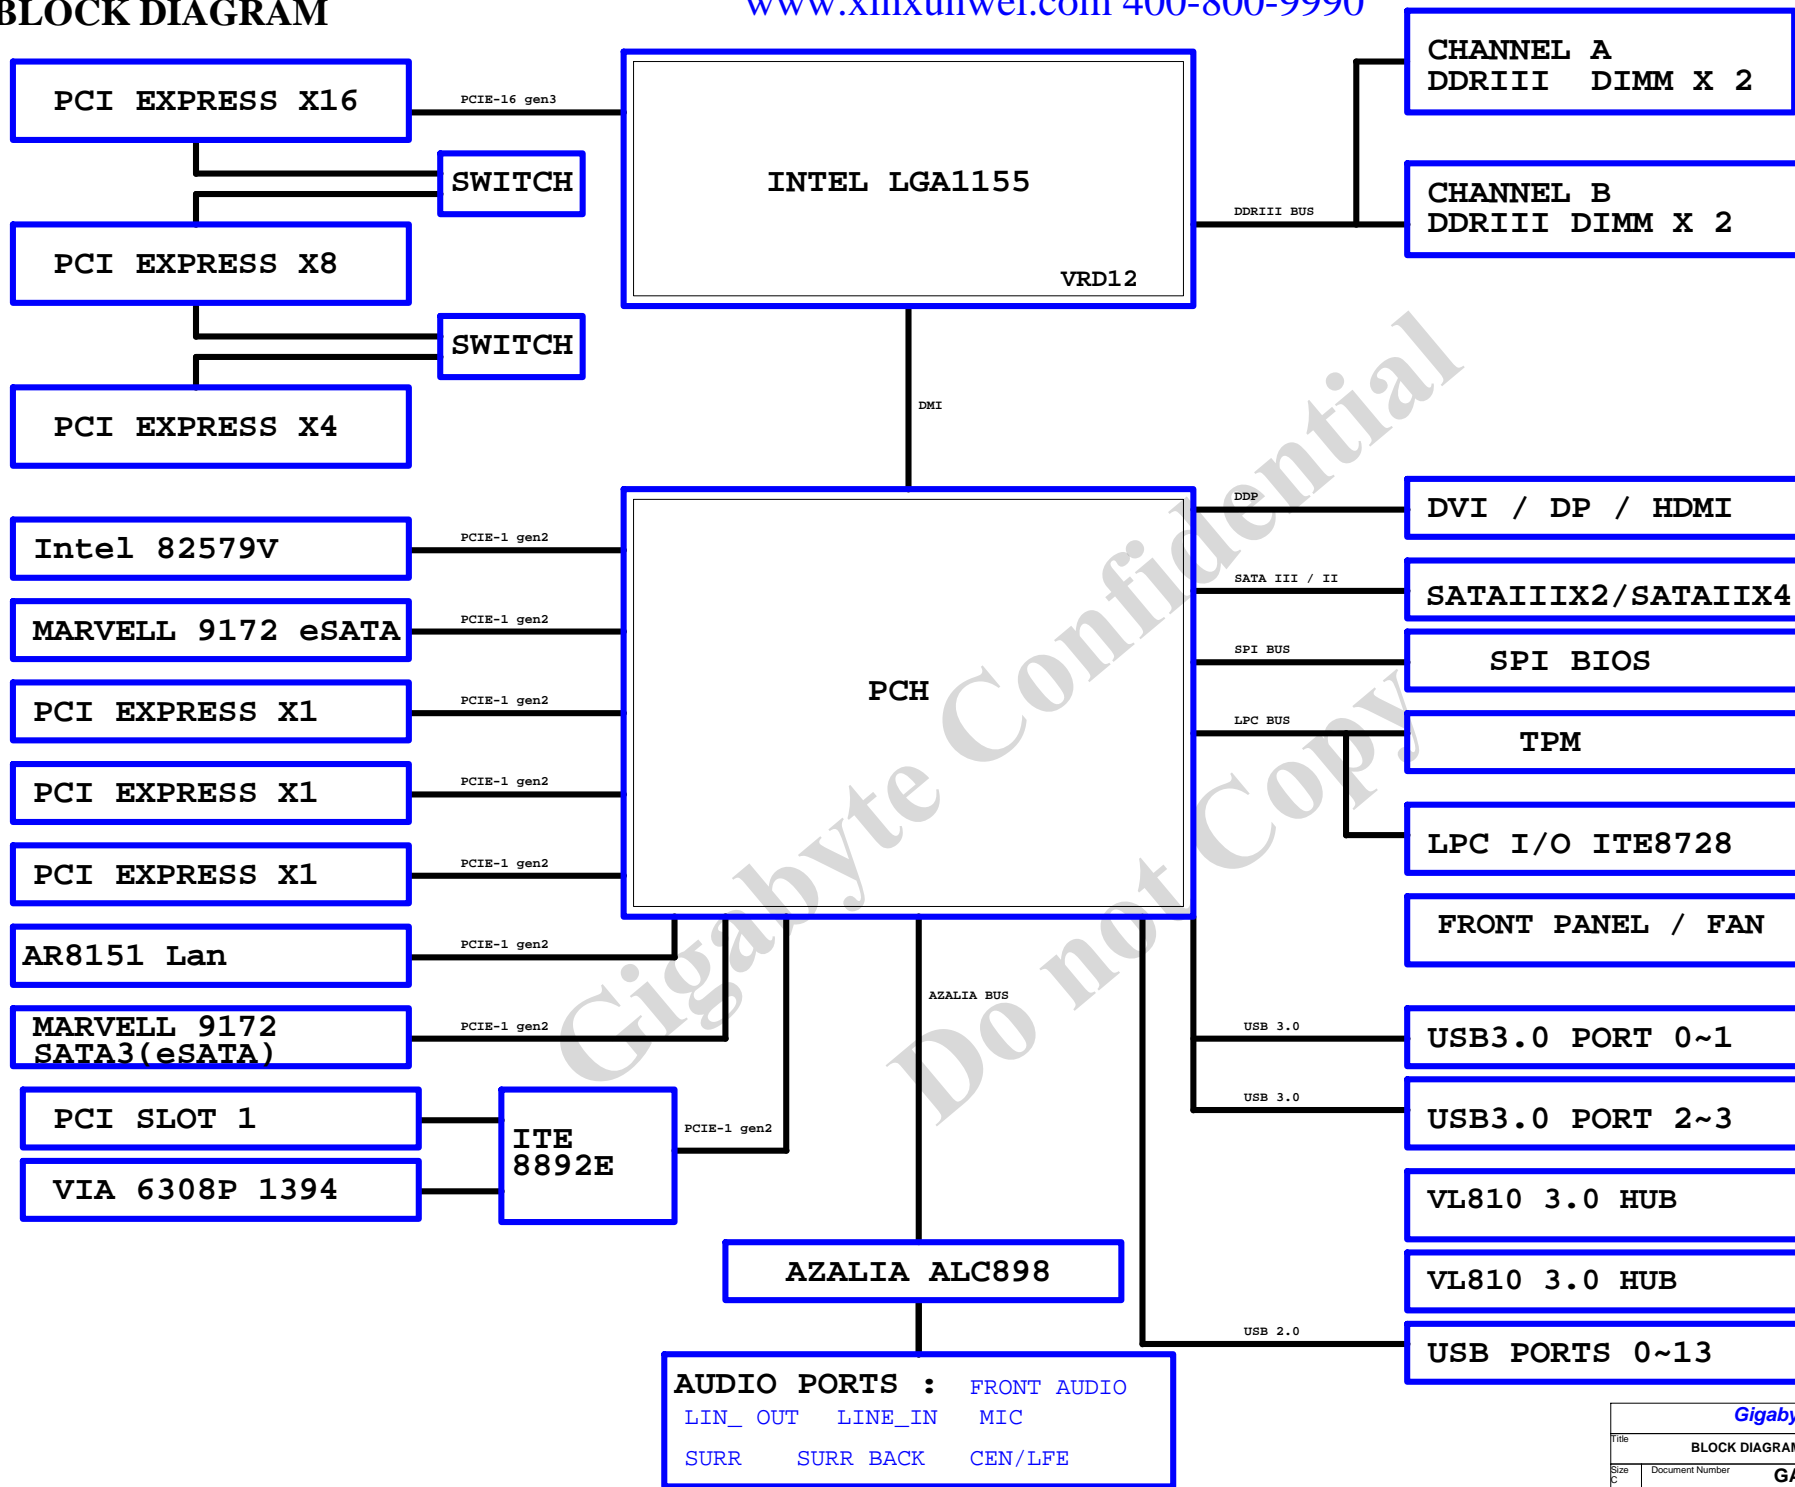 BLOCK DIAGRAM
www.xinxunwei.com 400-800-9990
PCI EXPRESS X16
PCIE-16 gen3
SWITCH
PCI EXPRESS X8
SWITCH
PCI EXPRESS X4
INTEL LGA1155
VRD12
DDRIII BUS
CHANNEL A
DDRIII DIMM X 2
CHANNEL B
DDRIII DIMM X 2
DMI
PCH
Intel 82579V
PCIE-1 gen2
MARVELL 9172 eSATA
PCIE-1 gen2
PCI EXPRESS X1
PCIE-1 gen2
PCI EXPRESS X1
PCIE-1 gen2
PCI EXPRESS X1
PCIE-1 gen2
AR8151 Lan
PCIE-1 gen2
MARVELL 9172
SATA3(eSATA)
PCIE-1 gen2
PCI SLOT 1
VIA 6308P 1394
ITE
8892E
PCIE-1 gen2
DDP
DVI / DP / HDMI
SATA III / II
SATAIIIX2/SATAIIX4
SPI BUS
SPI BIOS
LPC BUS
TPM
LPC I/O ITE8728
FRONT PANEL / FAN
USB 3.0
USB3.0 PORT 0~1
USB 3.0
USB3.0 PORT 2~3
VL810 3.0 HUB
VL810 3.0 HUB
USB 2.0
USB PORTS 0~13
AZALIA BUS
AZALIA ALC898
AUDIO PORTS : FRONT AUDIO
LIN_ OUT LINE_IN MIC
SURR SURR BACK CEN/LFE
Gigabyte Confidential
Do not Copy
Gigaby
Title
BLOCK DIAGRAM
Size
C
Document Number
GA